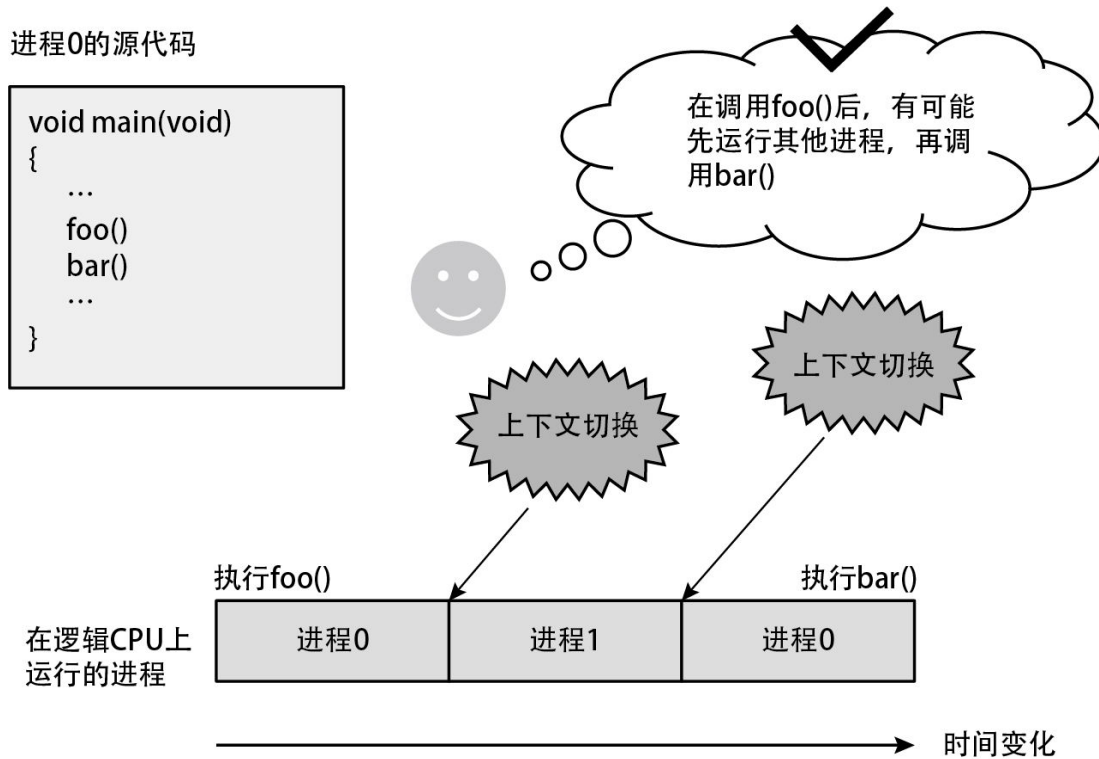 进程0的源代码
void main(void)
{
…
foo()
bar()
…
}
在调用foo()后，有可能
先运行其他进程，再调
用bar()
上下文切换
上下文切换
执行foo()
执行bar()
在逻辑CPU上
运行的进程
进程0
进程1
进程0
时间变化